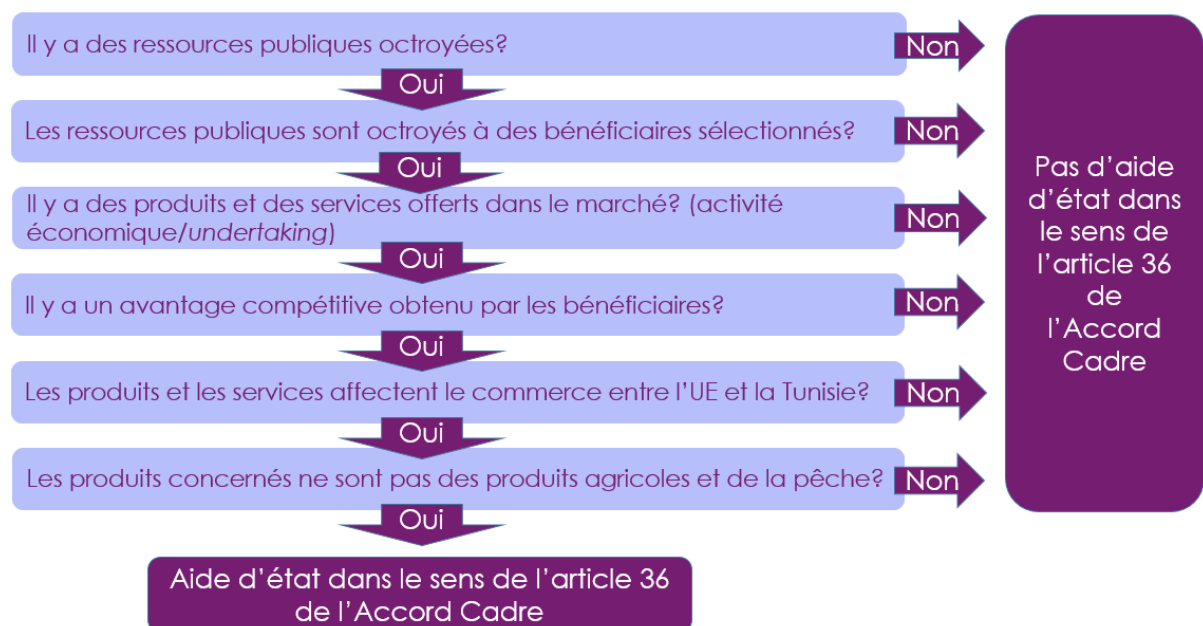 Il y a des ressources publiques octroyées?
Non
Oui
Les ressources publiques sont octroyés à des bénéficiaires sélectionnés?
Non
Oui
Il y a des produits et des services offerts dans le marché? (activité
économique/undertaking)
Non
Oui
Il y a un avantage compétitive obtenu par les bénéficiaires?
Non
Oui
Les produits et les services affectent le commerce entre l'UE et la Tunisie?
Non
Oui
Les produits concernés ne sont pas des produits agricoles et de la pêche?
Non
Oui
Aide d'état dans le sens de l'article 36
de l'Accord Cadre
Pas d'aide
d'état dans
le sens de
l'article 36
de
l'Accord
Cadre